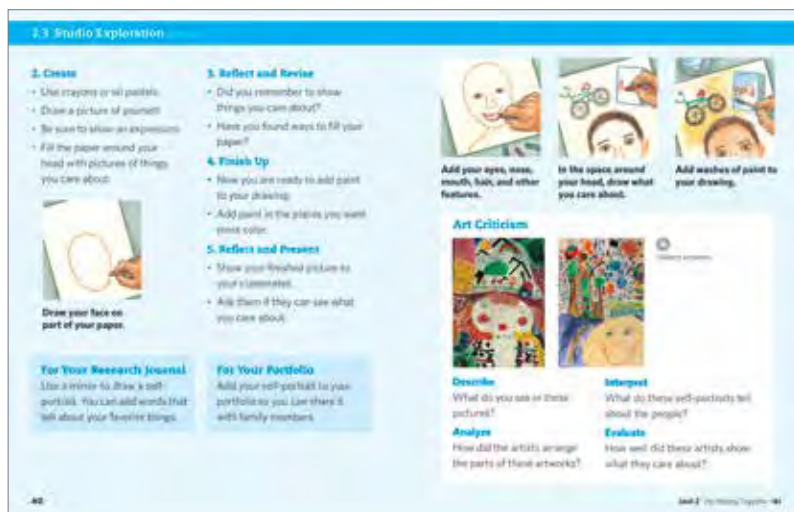 2.3 Studio Exploration
2. Create
• Use crayons or oil pastels.
• Draw a picture of yourself.
• Be sure to show an expression.
• Fill the paper around your
head with pictures of things
you care about.
Draw your face on
part of your paper.
3. Reflect and Revise
• Did you remember to show
things you care about?
• Have you found ways to fill your
paper?
4. Finish Up
• Now you are ready to add paint
to your drawing.
• Add paint in the places you want
more color.
5. Reflect and Present
• Show your finished picture to
your classmates.
• Ask them if they can see what
you care about.
For Your Research Journal
Use a mirror to draw a self-
portrait. You can add words that
tell about your favorite things.
For Your Portfolio
Add your self-portrait to your
portfolio so you can share it
with family members.
Add your eyes, nose,
mouth, hair, and other
features.
In the space around
your head, draw what
you care about.
Add washes of paint to
your drawing.
Art Criticism
Describe
What do you see in these
pictures?
Analyze
How did the artists arrange
the parts of these artworks?
Interpret
What do these self-portraits tell
about the people?
Evaluate
How well did these artists show
what they care about?
Unit 2